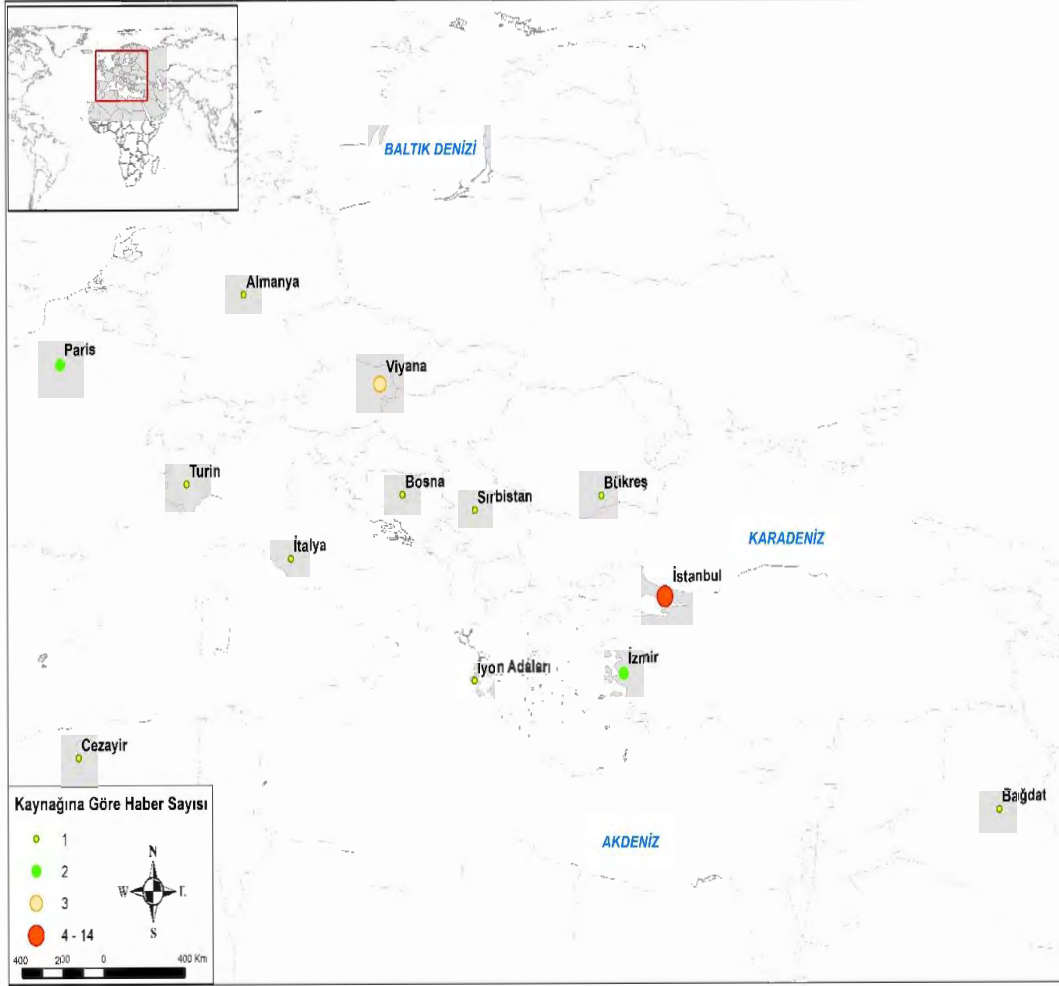 BALTIK DENİZİ
Almanya
Paris
Viyana
Turin
Bosna
Sırbistan
Bükreş
KARADENİZ
İtalya
İstanbul
İyon Adaları
İzmir
Cezayir
Bağdat
AKDENİZ
Kaynağına Göre Haber Sayısı
1
2
3
4 - 14
N
W E
S
400 200 0 400 Km